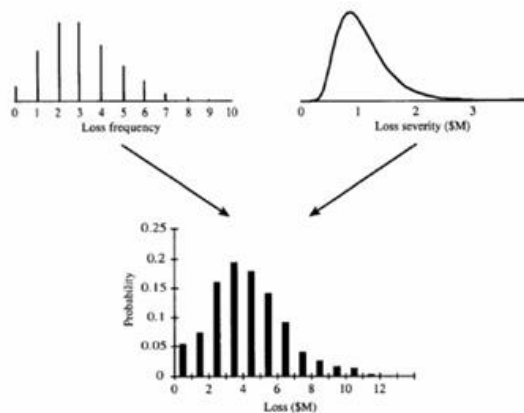 0 1 2 3 4 5 6 7 8 9 10
Loss frequency
0 1 2 3
Loss severity ($M)
0.25
0.2
0.15
0.1
0.05
0
Probability
0 2 4 6 8 10 12
Loss ($M)